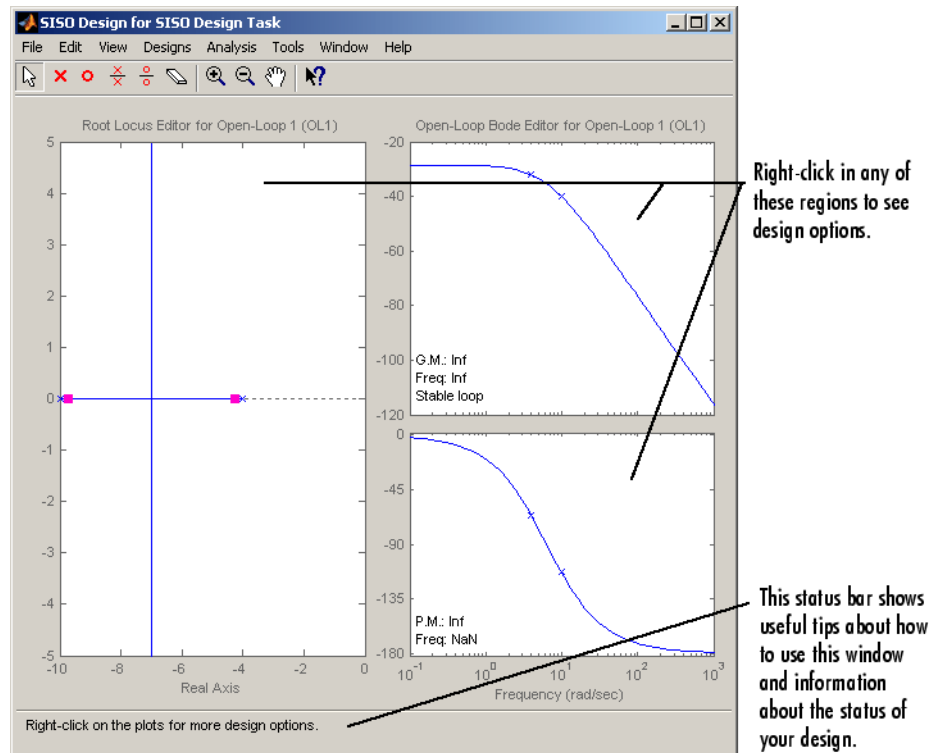 SISO Design for SISO Design Task
File Edit View Designs Analysis Tools Window Help
Root Locus Editor for Open-Loop 1 (OL1)
5
4
3
2
1
0
-1
-2
-3
-4
-5
-10 -8 -6 -4 -2 0
Real Axis
Open-Loop Bode Editor for Open-Loop 1 (OL1)
-20
-40
-60
-80
-100
-120
G.M.: Inf
Freq: Inf
Stable loop
0
-45
-90
-135
-180
P.M.: Inf
Freq: NaN
10^-1 10^0 10^1 10^2 10^3
Frequency (rad/sec)
Right-click on the plots for more design options.
Right-click in any of
these regions to see
design options.
This status bar shows
useful tips about how
to use this window
and information
about the status of
your design.